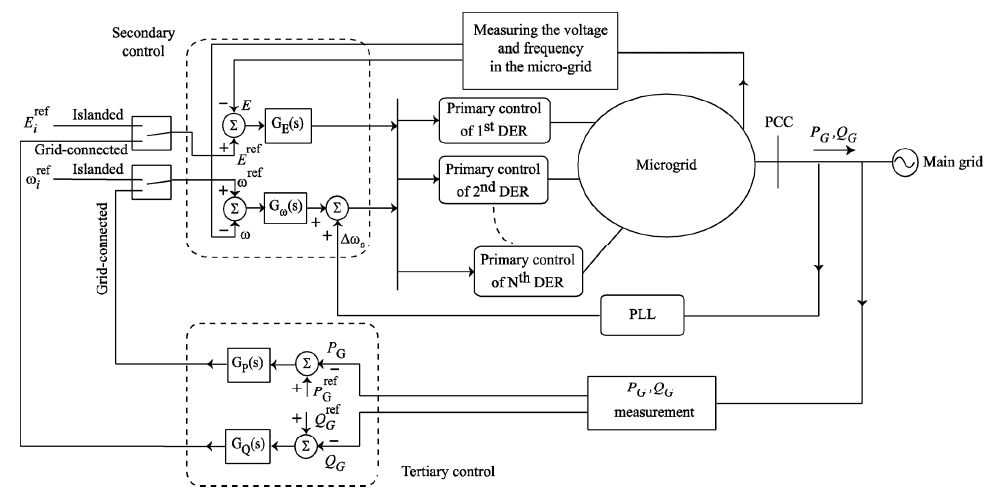 Secondary
control
Measuring the voltage
and frequency
in the micro-grid
E_i^ref
Islanded
Grid-connected
ω_i^ref
Islanded
Grid-connected
− E
Σ
+ E^ref
G_E(s)
ω^ref
+
Σ
− ω
G_ω(s)
+
Σ
+
Δω_s
Primary control
of 1st DER
Primary control
of 2nd DER
Primary control
of Nth DER
Microgrid
PCC
P_G, Q_G
Main grid
PLL
G_P(s)
Σ
P_G
−
+ P_G^ref
+ Q_G^ref
G_Q(s)
Σ
−
Q_G
P_G, Q_G
measurement
Tertiary control